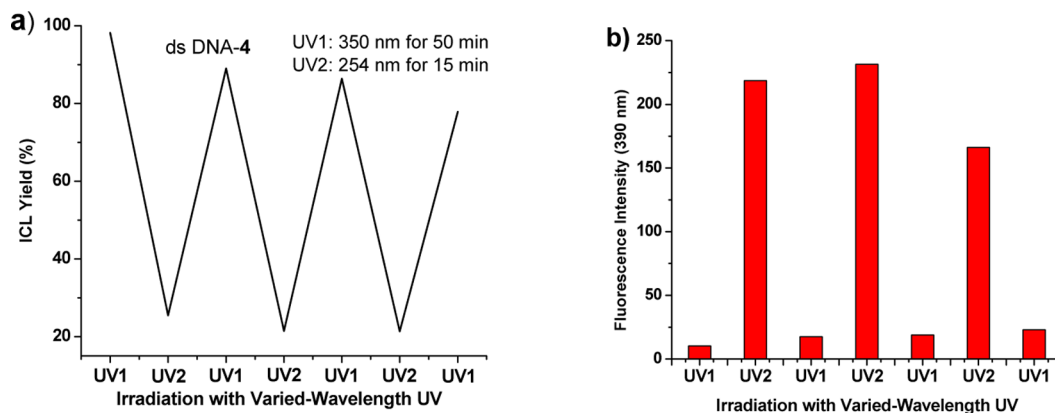 a)
ds DNA-4
UV1: 350 nm for 50 min
UV2: 254 nm for 15 min
ICL Yield (%)
100
80
60
40
20
UV1 UV2 UV1 UV2 UV1 UV2 UV1
Irradiation with Varied-Wavelength UV
b)
Fluorescence Intensity (390 nm)
250
200
150
100
50
0
UV1 UV2 UV1 UV2 UV1 UV2 UV1
Irradiation with Varied-Wavelength UV